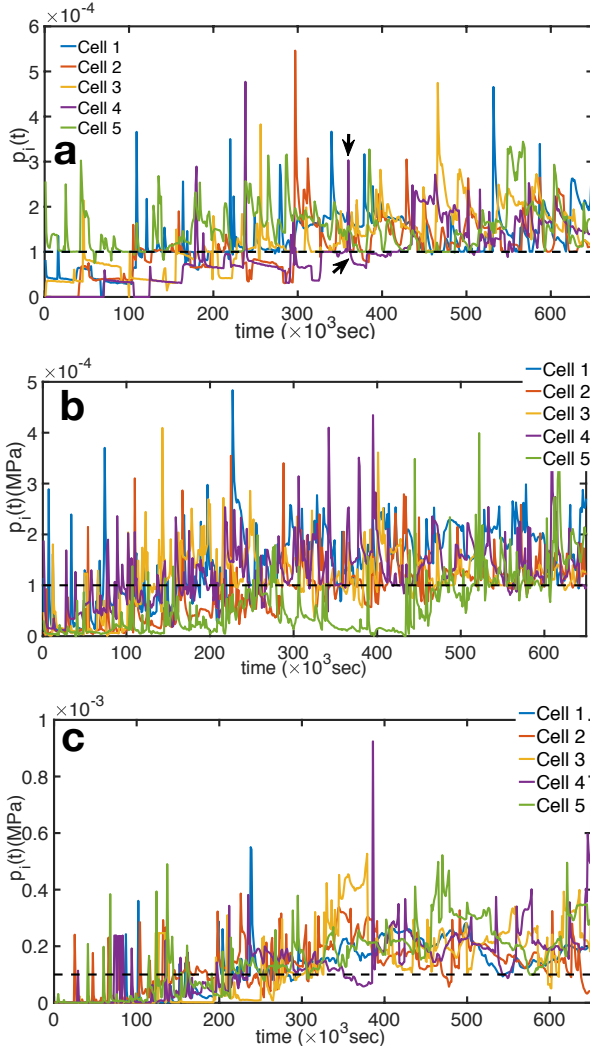 ×10⁻⁴
6
5
4
3
2
1
0
pᵢ(t)
Cell 1
Cell 2
Cell 3
Cell 4
Cell 5
a
0 100 200 300 400 500 600
time (×10³sec)
×10⁻⁴
5
4
3
2
1
0
pᵢ(t)(MPa)
b
Cell 1
Cell 2
Cell 3
Cell 4
Cell 5
0 100 200 300 400 500 600
time (×10³sec)
×10⁻³
1
0.8
0.6
0.4
0.2
0
pᵢ(t)(MPa)
c
Cell 1
Cell 2
Cell 3
Cell 4
Cell 5
0 100 200 300 400 500 600
time (×10³sec)